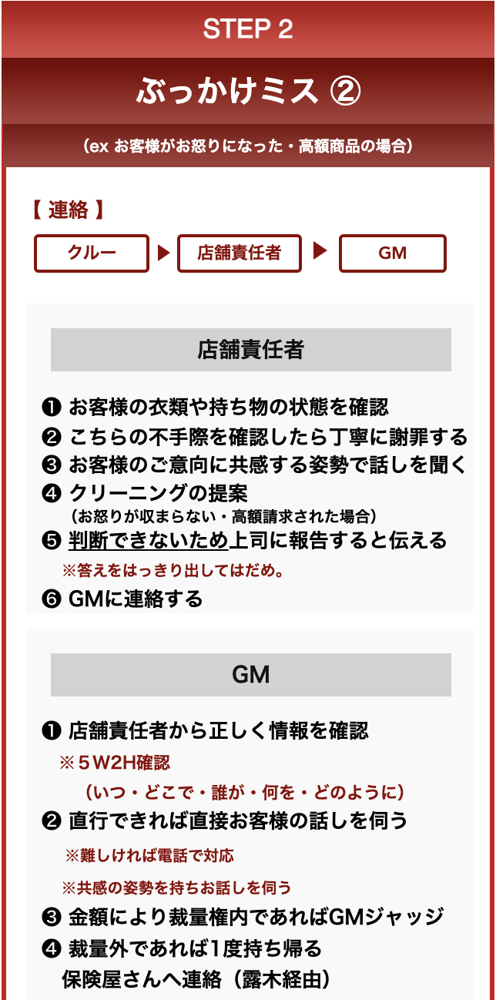 STEP 2
ぶっかけミス ②
（ex お客様がお怒りになった・高額商品の場合）
【 連絡 】
クルー ▶ 店舗責任者 ▶ GM
店舗責任者
❶ お客様の衣類や持ち物の状態を確認
❷ こちらの不手際を確認したら丁寧に謝罪する
❸ お客様のご意向に共感する姿勢で話しを聞く
❹ クリーニングの提案
（お怒りが収まらない・高額請求された場合）
❺ 判断できないため上司に報告すると伝える
※答えをはっきり出してはだめ。
❻ GMに連絡する
GM
❶ 店舗責任者から正しく情報を確認
※５W2H確認
（いつ・どこで・誰が・何を・どのように）
❷ 直行できれば直接お客様の話しを伺う
※難しければ電話で対応
※共感の姿勢を持ちお話しを伺う
❸ 金額により裁量権内であればGMジャッジ
❹ 裁量外であれば1度持ち帰る
保険屋さんへ連絡（露木経由）